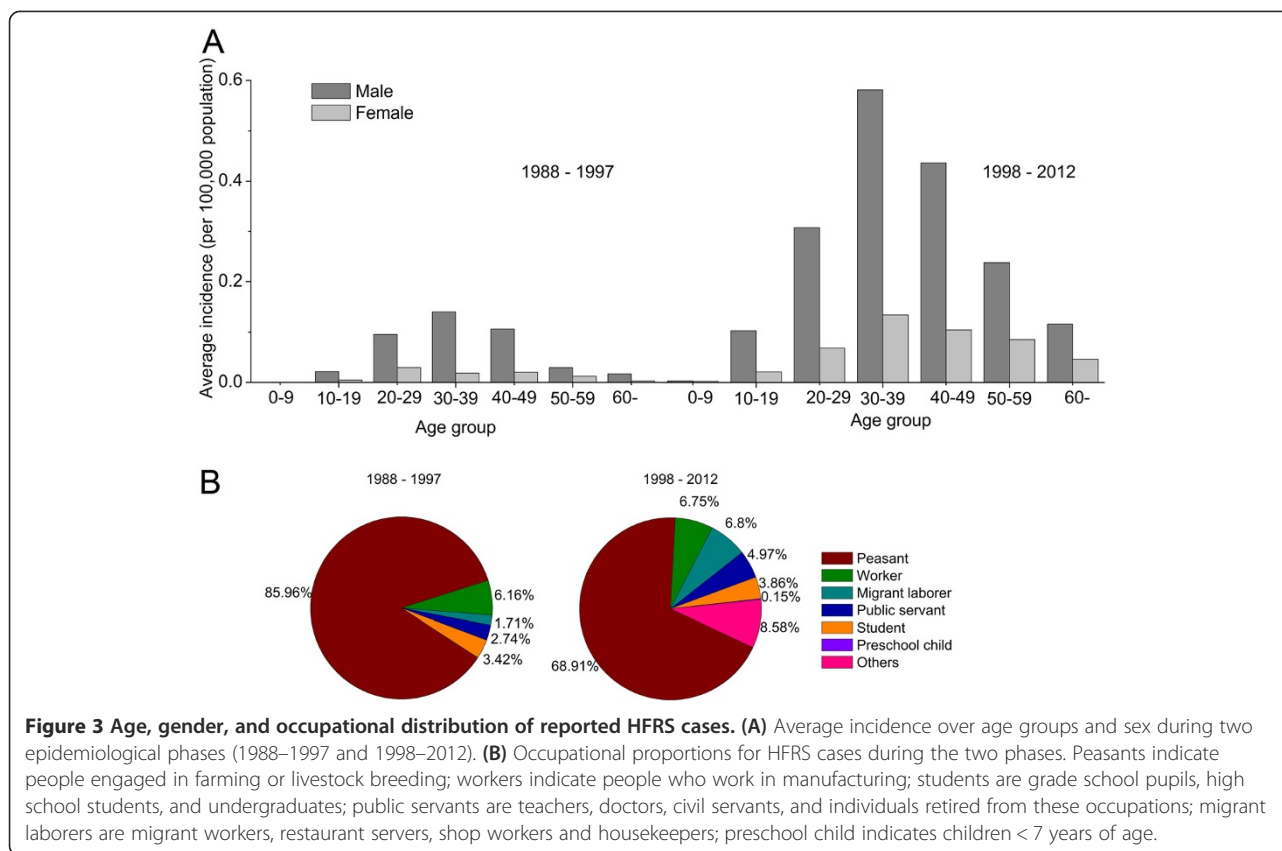 A
Average incidence (per 100,000 population)
0.6
0.4
0.2
0.0
Male
Female
1988 - 1997
1998 - 2012
0-9 10-19 20-29 30-39 40-49 50-59 60- 0-9 10-19 20-29 30-39 40-49 50-59 60-
Age group
Age group
B
1988 - 1997
85.96%
6.16%
1.71%
2.74%
3.42%
1998 - 2012
6.75%
6.8%
4.97%
3.86%
0.15%
8.58%
68.91%
Peasant
Worker
Migrant laborer
Public servant
Student
Preschool child
Others
Figure 3 Age, gender, and occupational distribution of reported HFRS cases. (A) Average incidence over age groups and sex during two
epidemiological phases (1988–1997 and 1998–2012). (B) Occupational proportions for HFRS cases during the two phases. Peasants indicate
people engaged in farming or livestock breeding; workers indicate people who work in manufacturing; students are grade school pupils, high
school students, and undergraduates; public servants are teachers, doctors, civil servants, and individuals retired from these occupations; migrant
laborers are migrant workers, restaurant servers, shop workers and housekeepers; preschool child indicates children < 7 years of age.